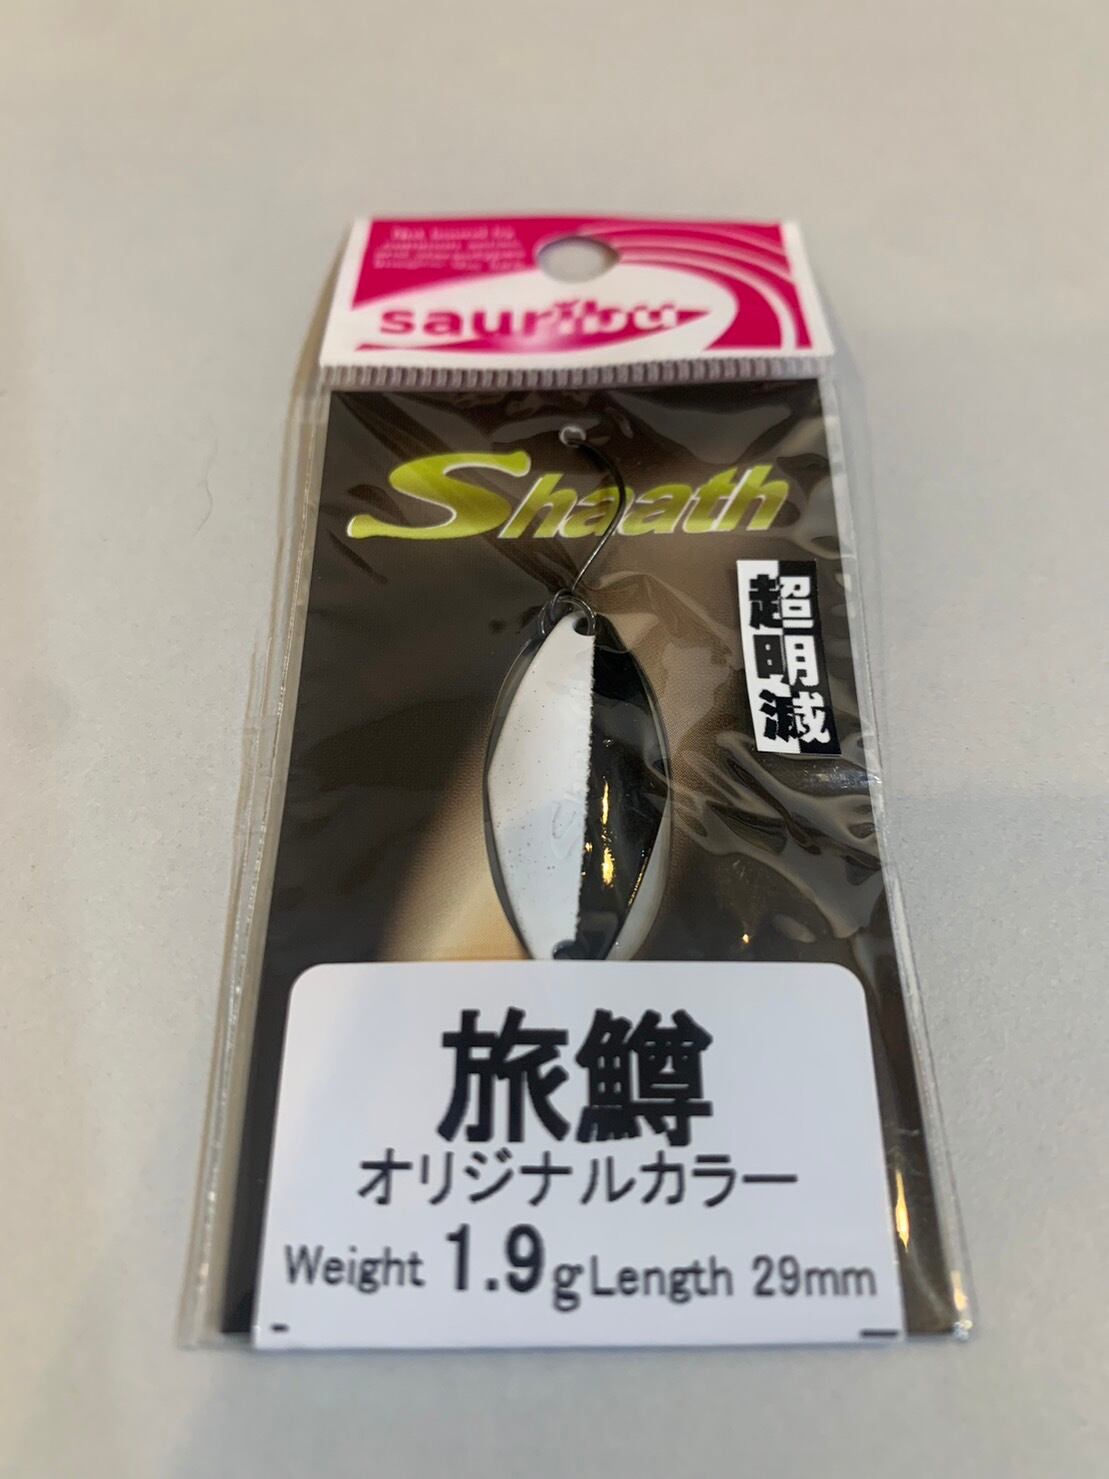 sauribu
Shaath
超明滅
旅鱒
オリジナルカラー
Weight 1.9g Length 29mm